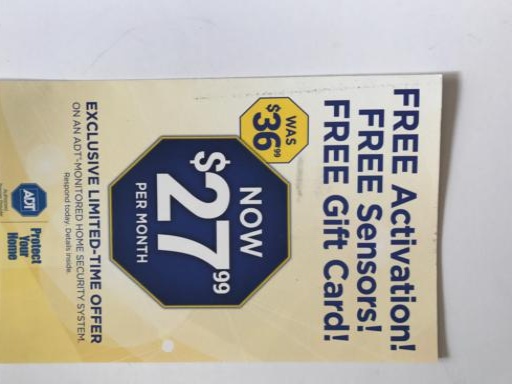 FREE Activation!
FREE Sensors!
FREE Gift Card!
WAS
$36.99
NOW
$27.99
PER MONTH
EXCLUSIVE LIMITED-TIME OFFER
ON AN ADT®-MONITORED HOME SECURITY SYSTEM.
Respond today. Details inside.
ADT
Protect
Your
Home